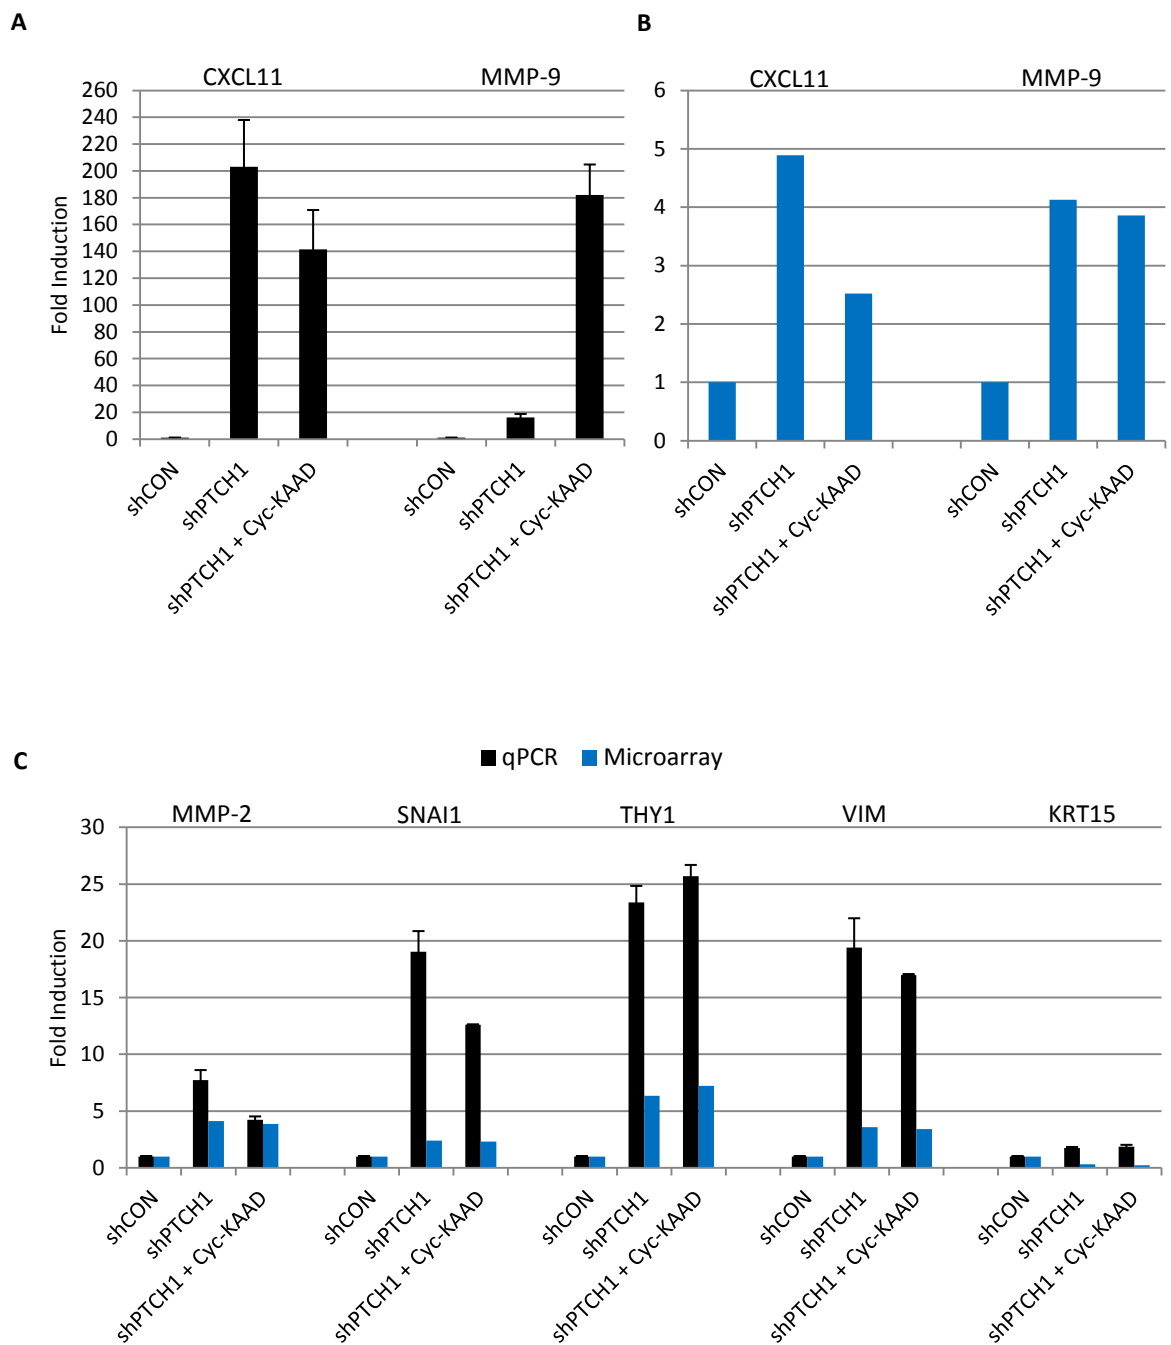 A
CXCL11 MMP-9
260
240
220
200
180
160
140
120
100
80
60
40
20
0
Fold Induction
shCON shPTCH1 shPTCH1 + Cyc-KAAD shCON shPTCH1 shPTCH1 + Cyc-KAAD
B
CXCL11 MMP-9
6
5
4
3
2
1
0
shCON shPTCH1 shPTCH1 + Cyc-KAAD shCON shPTCH1 shPTCH1 + Cyc-KAAD
C
qPCR Microarray
MMP-2 SNAI1 THY1 VIM KRT15
30
25
20
15
10
5
0
Fold Induction
shCON shPTCH1 shPTCH1 + Cyc-KAAD shCON shPTCH1 shPTCH1 + Cyc-KAAD shCON shPTCH1 shPTCH1 + Cyc-KAAD shCON shPTCH1 shPTCH1 + Cyc-KAAD shCON shPTCH1 shPTCH1 + Cyc-KAAD